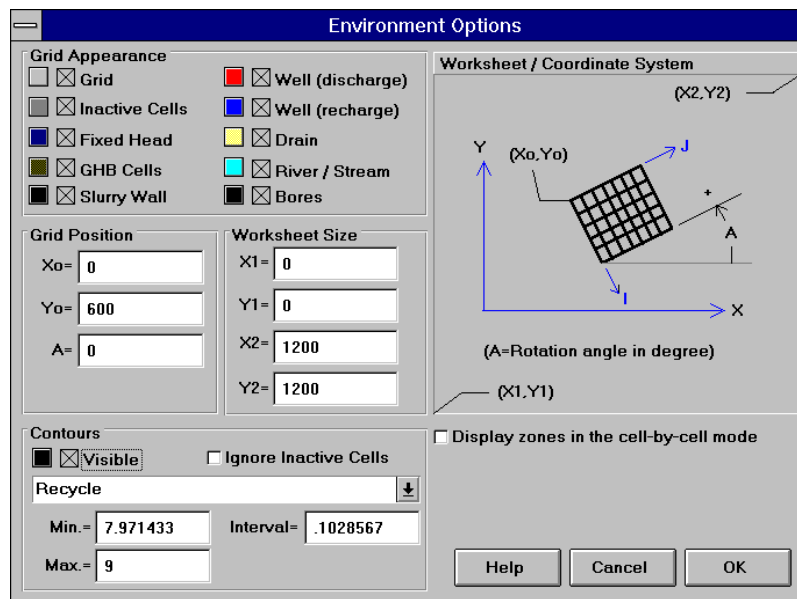 Environment Options
Grid Appearance
Grid
Well (discharge)
Inactive Cells
Well (recharge)
Fixed Head
Drain
GHB Cells
River / Stream
Slurry Wall
Bores
Grid Position
Xo= 0
Yo= 600
A= 0
Worksheet Size
X1= 0
Y1= 0
X2= 1200
Y2= 1200
Worksheet / Coordinate System
(X2,Y2)
Y
(Xo,Yo)
J
+
A
I
X
(A=Rotation angle in degree)
(X1,Y1)
Contours
Visible
Ignore Inactive Cells
Recycle
Min.= 7.971433
Interval= .1028567
Max.= 9
Display zones in the cell-by-cell mode
Help
Cancel
OK